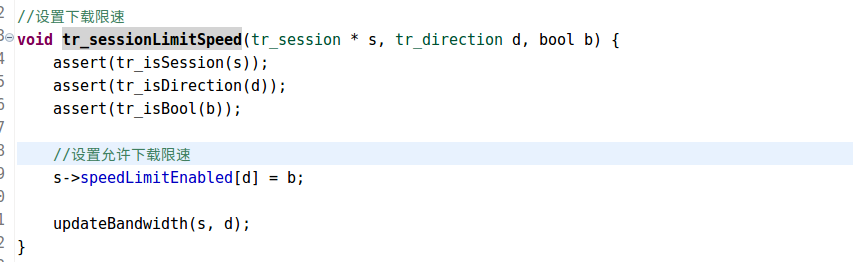 2 //设置下载限速
3 void tr_sessionLimitSpeed(tr_session * s, tr_direction d, bool b) {
4     assert(tr_isSession(s));
5     assert(tr_isDirection(d));
6     assert(tr_isBool(b));
7
8     //设置允许下载限速
9     s->speedLimitEnabled[d] = b;
0
1     updateBandwidth(s, d);
2 }